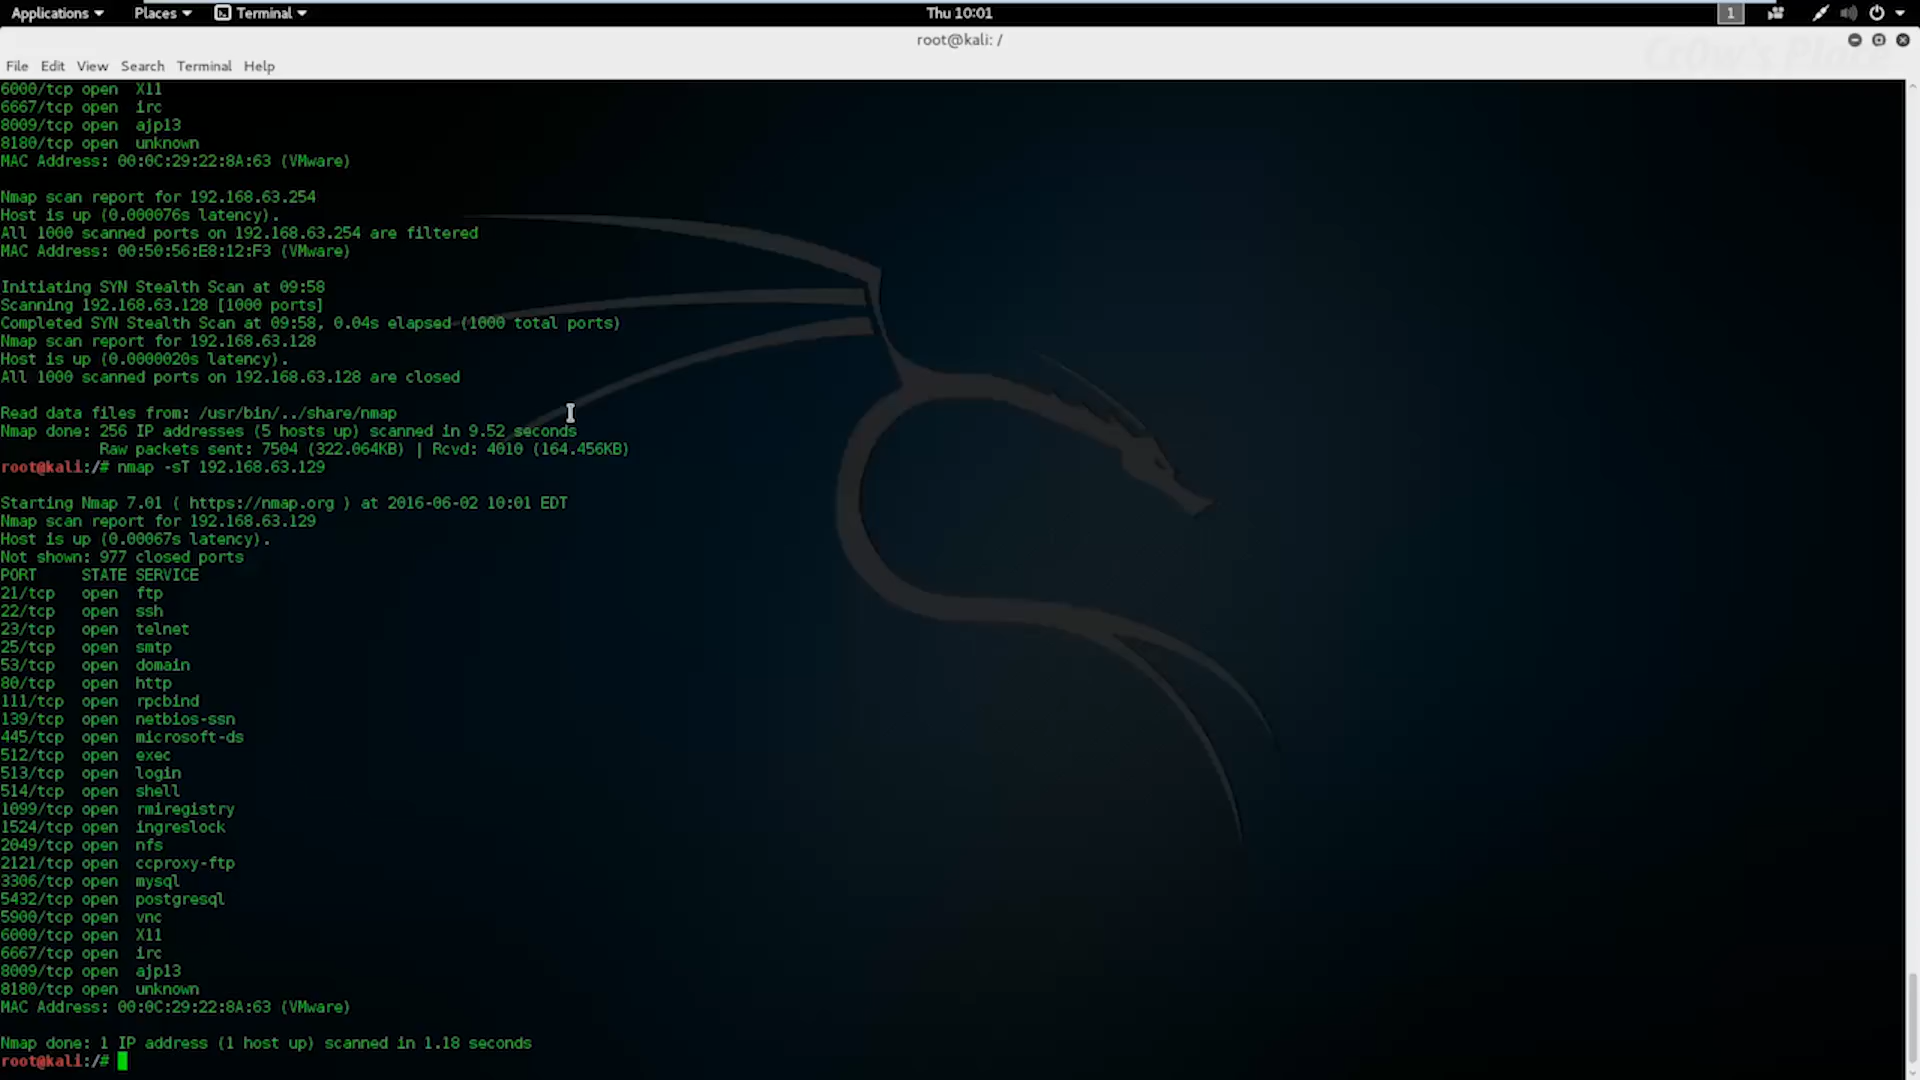 Applications Places Terminal Thu 10:01 1
root@kali: /
Cr0w's Place
File Edit View Search Terminal Help
6000/tcp open  X11
6667/tcp open  irc
8009/tcp open  ajp13
8180/tcp open  unknown
MAC Address: 00:0C:29:22:8A:63 (VMware)
Nmap scan report for 192.168.63.254
Host is up (0.000076s latency).
All 1000 scanned ports on 192.168.63.254 are filtered
MAC Address: 00:50:56:E8:12:F3 (VMware)
Initiating SYN Stealth Scan at 09:58
Scanning 192.168.63.128 [1000 ports]
Completed SYN Stealth Scan at 09:58, 0.04s elapsed (1000 total ports)
Nmap scan report for 192.168.63.128
Host is up (0.0000020s latency).
All 1000 scanned ports on 192.168.63.128 are closed
Read data files from: /usr/bin/../share/nmap
Nmap done: 256 IP addresses (5 hosts up) scanned in 9.52 seconds
           Raw packets sent: 7504 (322.064KB) | Rcvd: 4010 (164.456KB)
root@kali:/# nmap -sT 192.168.63.129
Starting Nmap 7.01 ( https://nmap.org ) at 2016-06-02 10:01 EDT
Nmap scan report for 192.168.63.129
Host is up (0.00067s latency).
Not shown: 977 closed ports
PORT     STATE SERVICE
21/tcp   open  ftp
22/tcp   open  ssh
23/tcp   open  telnet
25/tcp   open  smtp
53/tcp   open  domain
80/tcp   open  http
111/tcp  open  rpcbind
139/tcp  open  netbios-ssn
445/tcp  open  microsoft-ds
512/tcp  open  exec
513/tcp  open  login
514/tcp  open  shell
1099/tcp open  rmiregistry
1524/tcp open  ingreslock
2049/tcp open  nfs
2121/tcp open  ccproxy-ftp
3306/tcp open  mysql
5432/tcp open  postgresql
5900/tcp open  vnc
6000/tcp open  X11
6667/tcp open  irc
8009/tcp open  ajp13
8180/tcp open  unknown
MAC Address: 00:0C:29:22:8A:63 (VMware)
Nmap done: 1 IP address (1 host up) scanned in 1.18 seconds
root@kali:/#